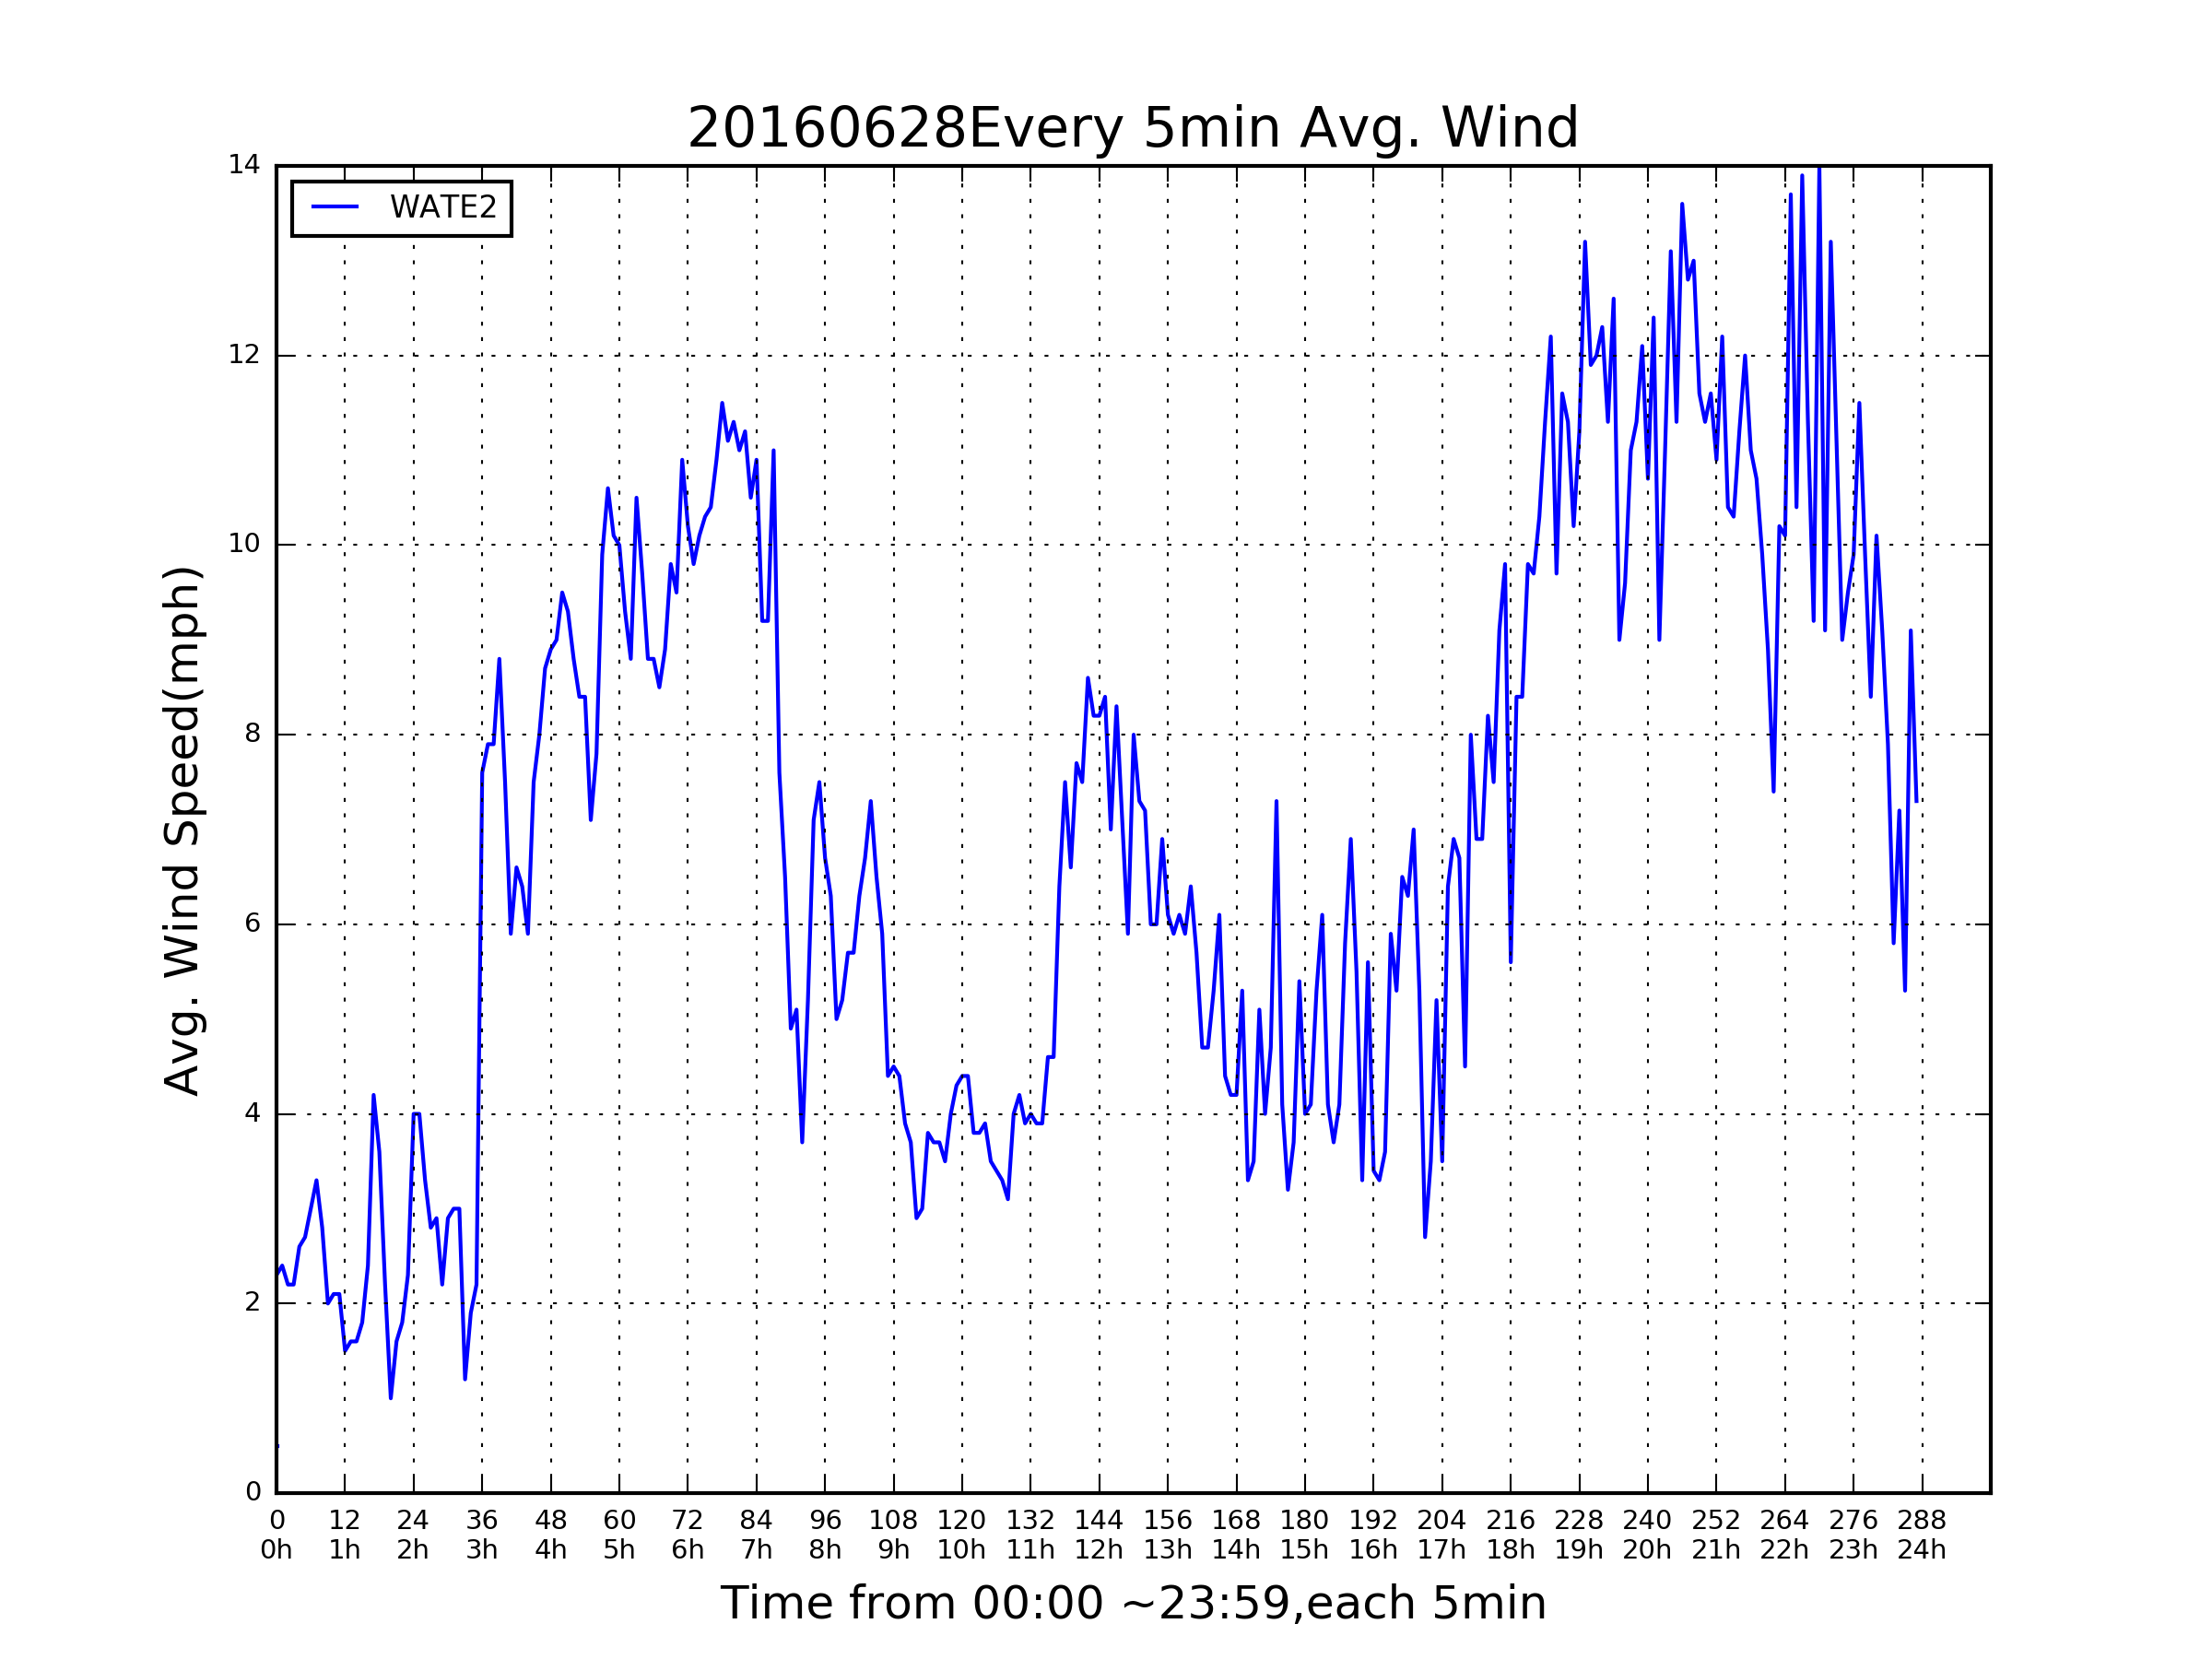 20160628Every 5min Avg. Wind
WATE2
Avg. Wind Speed(mph)
14
12
10
8
6
4
2
0
0 12 24 36 48 60 72 84 96 108 120 132 144 156 168 180 192 204 216 228 240 252 264 276 288
0h 1h 2h 3h 4h 5h 6h 7h 8h 9h 10h 11h 12h 13h 14h 15h 16h 17h 18h 19h 20h 21h 22h 23h 24h
Time from 00:00 ~23:59,each 5min